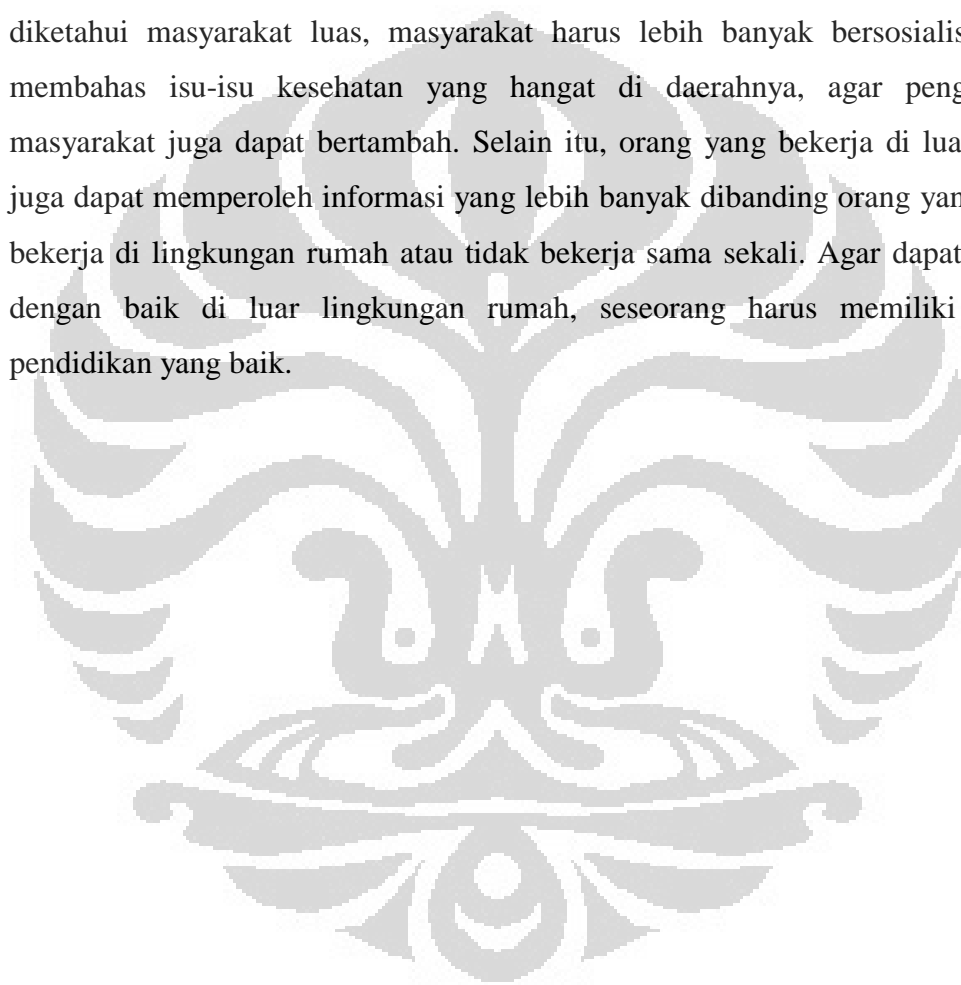 diketahui masyarakat luas, masyarakat harus lebih banyak bersosialis
membahas isu-isu kesehatan yang hangat di daerahnya, agar peng
masyarakat juga dapat bertambah. Selain itu, orang yang bekerja di lua
juga dapat memperoleh informasi yang lebih banyak dibanding orang yan
bekerja di lingkungan rumah atau tidak bekerja sama sekali. Agar dapat
dengan baik di luar lingkungan rumah, seseorang harus memiliki
pendidikan yang baik.